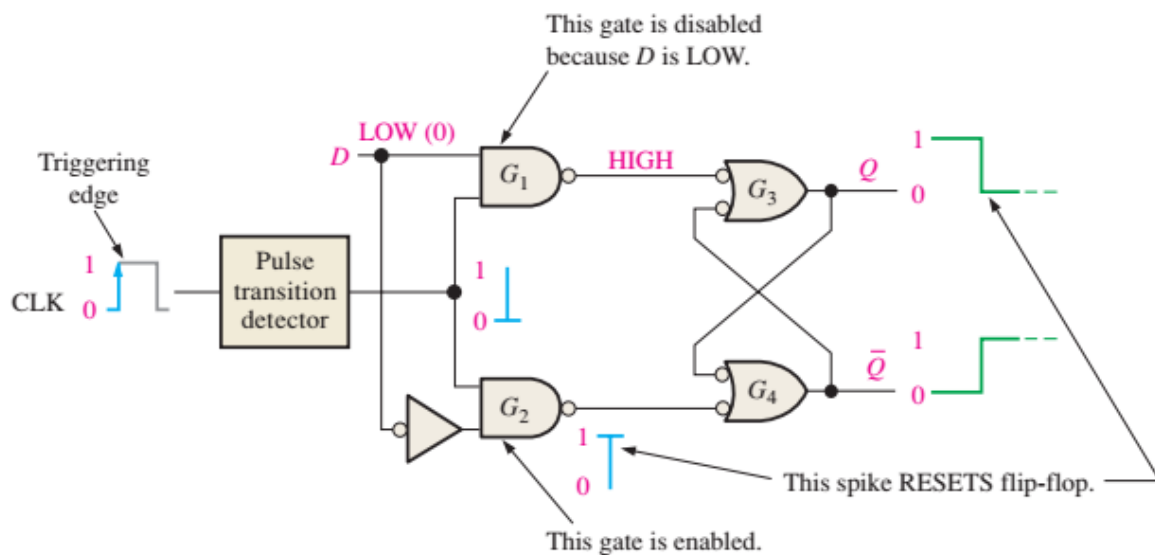 This gate is disabled
because D is LOW.
LOW (0)
D
Triggering
edge
G₁
HIGH
G₃
Q
1
0
1
CLK
0
Pulse
transition
detector
1
0
G₂
G₄
Q̅
1
0
1
0
This spike RESETS flip-flop.
This gate is enabled.